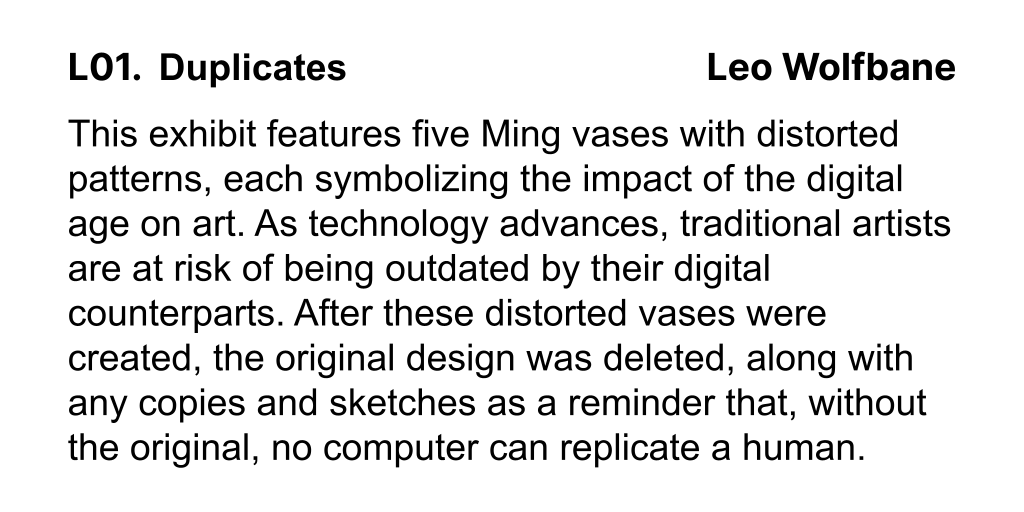 L01. Duplicates Leo Wolfbane
This exhibit features five Ming vases with distorted
patterns, each symbolizing the impact of the digital
age on art. As technology advances, traditional artists
are at risk of being outdated by their digital
counterparts. After these distorted vases were
created, the original design was deleted, along with
any copies and sketches as a reminder that, without
the original, no computer can replicate a human.